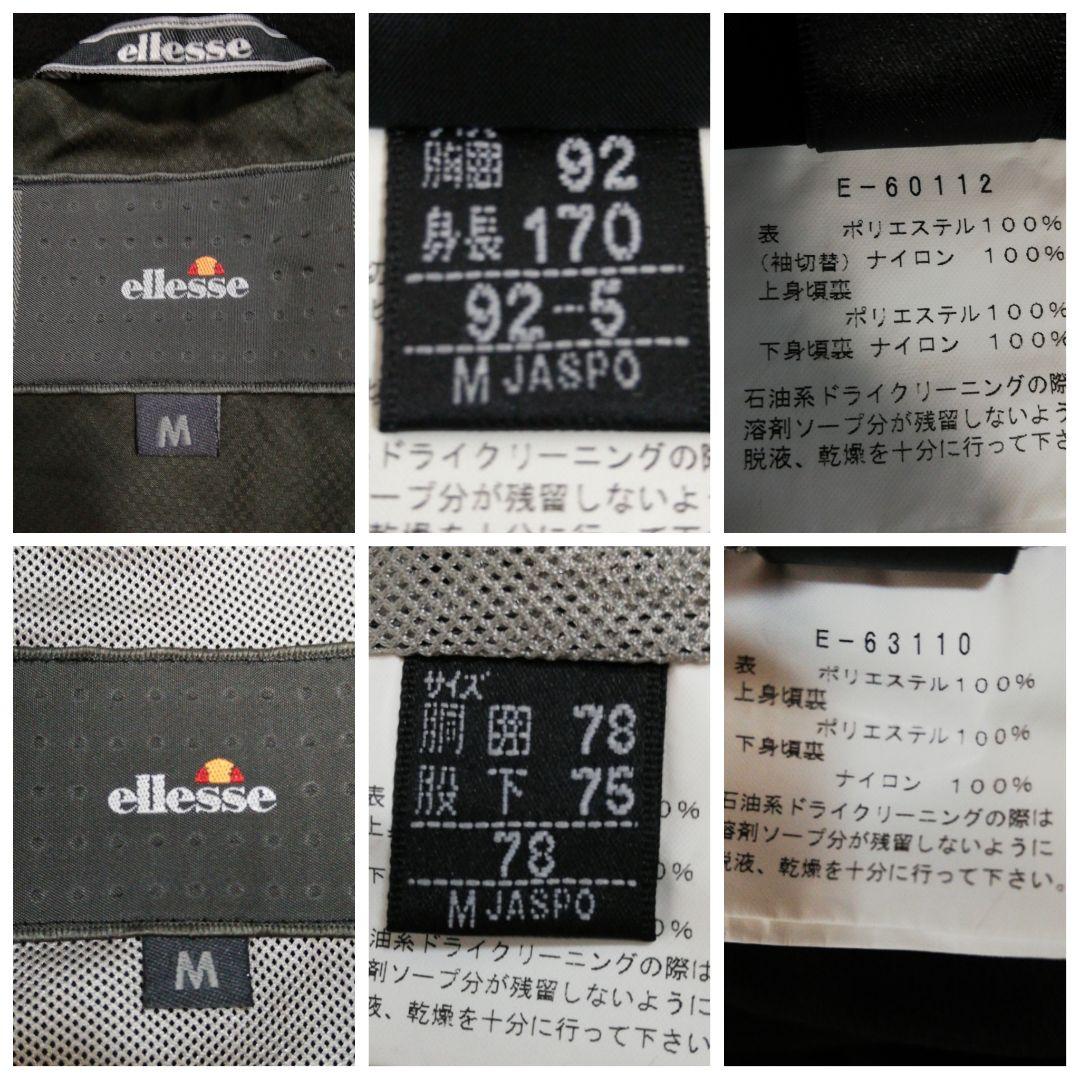 ellesse
ellesse
M
胸囲 92
身長 170
92-5
M JASPO
ドライクリーニングの際
ープ分が残留しないよ
E-60112
表 ポリエステル100%
(袖切替) ナイロン 100%
上身頃裏
ポリエステル100%
下身頃裏 ナイロン 100%
石油系ドライクリーニングの際
溶剤ソープ分が残留しないよう
脱液、乾燥を十分に行って下さ
ellesse
M
サイズ
胴囲 78
股下 75
78
M JASPO
表
上
下
0%
0%
0%
油系ドライクリーニングの際は
剤ソープ分が残留しないように
液、乾燥を十分に行って下さい
E-63110
表 ポリエステル100%
上身頃裏
ポリエステル100%
下身頃裏
ナイロン 100%
石油系ドライクリーニングの際は
溶剤ソープ分が残留しないように
液、乾燥を十分に行って下さい。